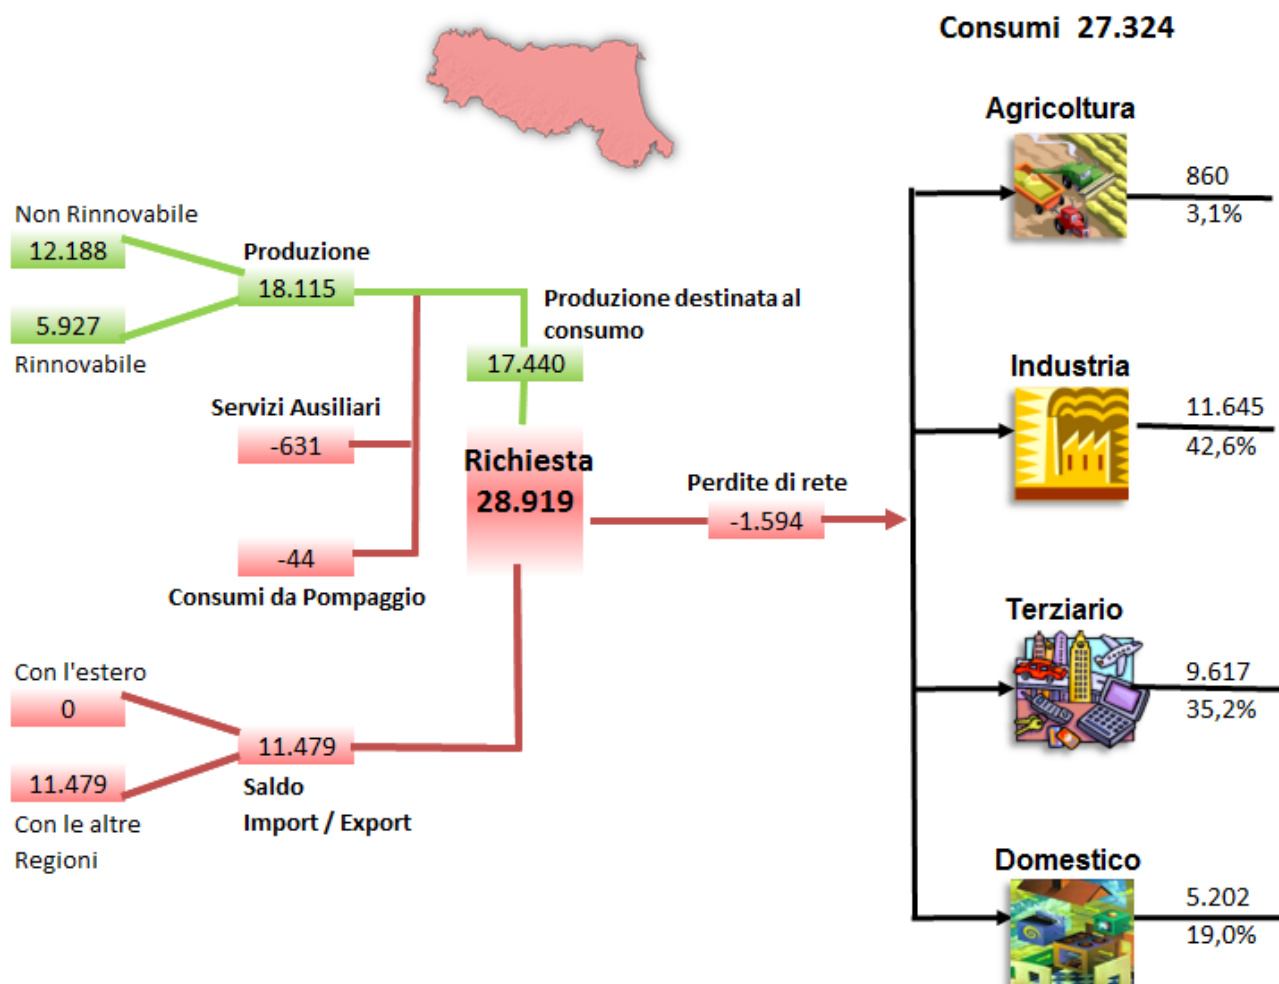 Consumi 27.324
Agricoltura
860
3,1%
Non Rinnovabile
12.188
Produzione
18.115
5.927
Rinnovabile
Produzione destinata al
consumo
17.440
Servizi Ausiliari
-631
-44
Consumi da Pompaggio
Richiesta
28.919
Perdite di rete
-1.594
Industria
11.645
42,6%
Terziario
9.617
35,2%
Con l'estero
0
11.479
Con le altre
Regioni
11.479
Saldo
Import / Export
Domestico
5.202
19,0%